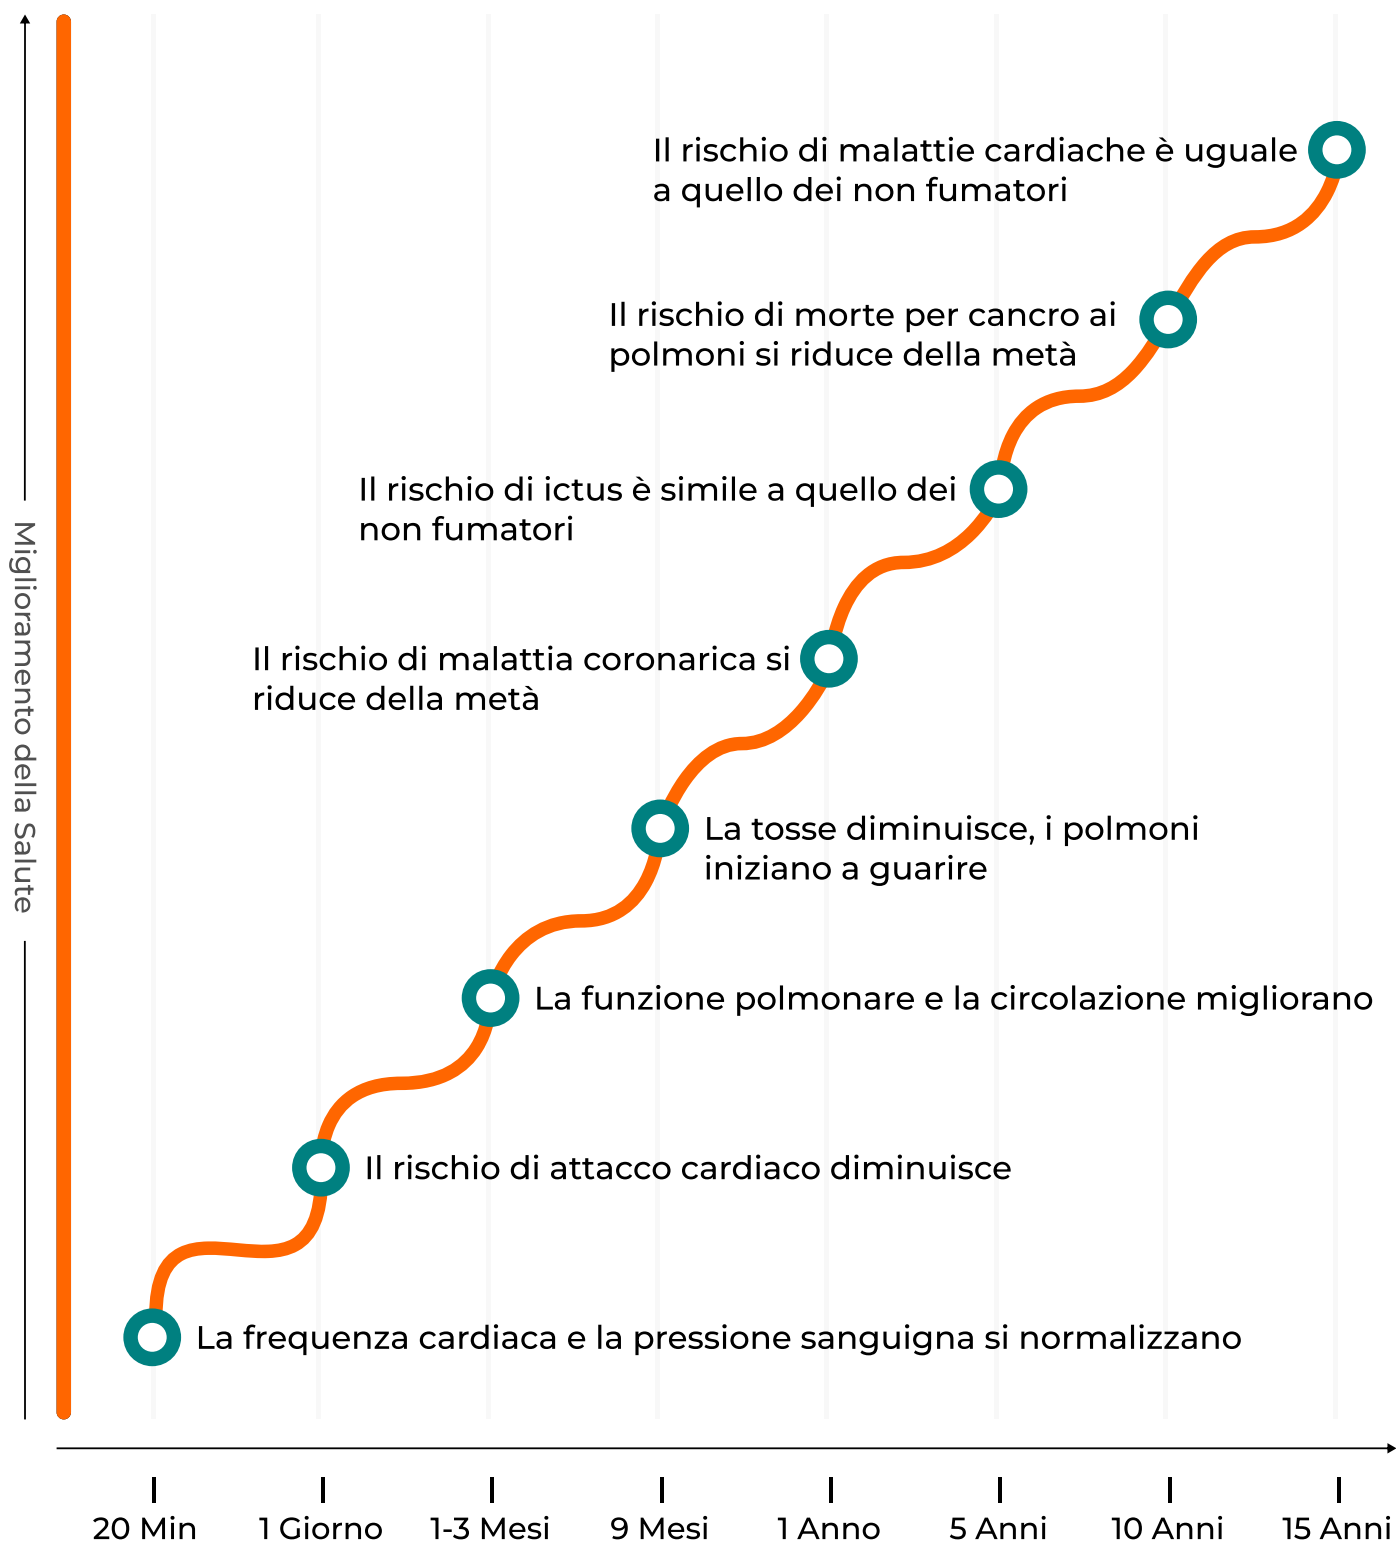 Il rischio di malattie cardiache è uguale
a quello dei non fumatori
Il rischio di morte per cancro ai
polmoni si riduce della metà
Il rischio di ictus è simile a quello dei
non fumatori
Miglioramento della Salute
Il rischio di malattia coronarica si
riduce della metà
La tosse diminuisce, i polmoni
iniziano a guarire
La funzione polmonare e la circolazione migliorano
Il rischio di attacco cardiaco diminuisce
La frequenza cardiaca e la pressione sanguigna si normalizzano
20 Min
1 Giorno
1-3 Mesi
9 Mesi
1 Anno
5 Anni
10 Anni
15 Anni